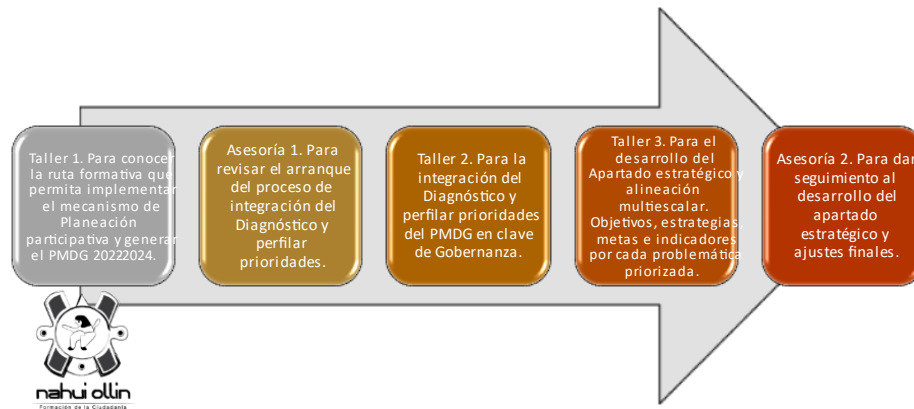 Taller 1. Para conocer
la ruta formativa que
permita implementar
el mecanismo de
Planeación
participativa y generar
el PMDG 20222024.
Asesoría 1. Para
revisar el arranque
del proceso de
integración del
Diagnóstico y
perfilar
prioridades.
Taller 2. Para la
integración del
Diagnóstico y
perfilar prioridades
del PMDG en clave
de Gobernanza.
Taller 3. Para el
desarrollo del
Apartado estratégico y
alineación
multiescalar.
Objetivos, estrategias,
metas e indicadores
por cada problemática
priorizada.
Asesoría 2. Para dar
seguimiento al
desarrollo del
apartado
estratégico y
ajustes finales.
nahui ollin
Formación de la Ciudadanía